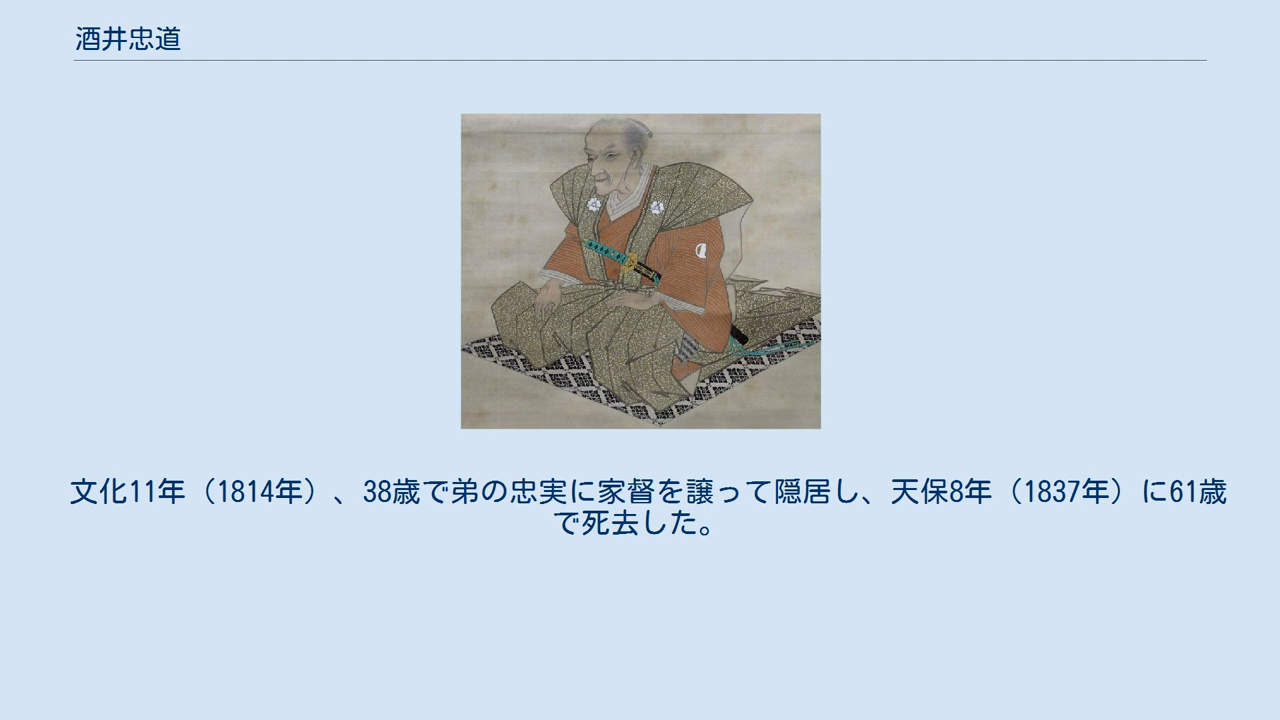 酒井忠道
文化11年（1814年）、38歳で弟の忠実に家督を譲って隠居し、天保8年（1837年）に61歳
で死去した。